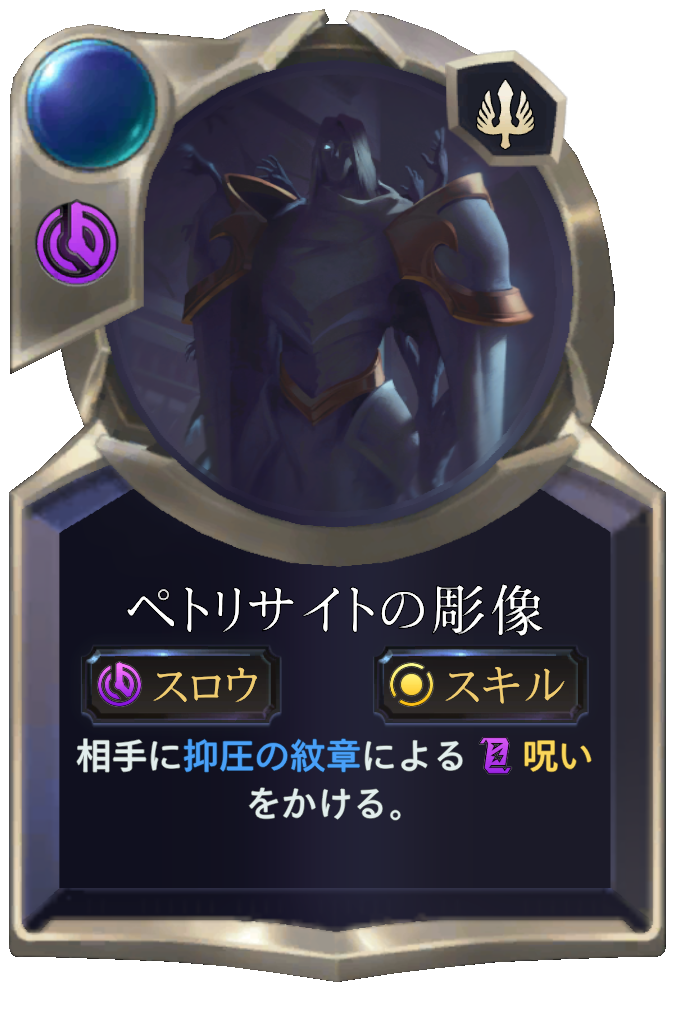 ペトリサイトの彫像
スロウ スキル
相手に抑圧の紋章による 呪い
をかける。